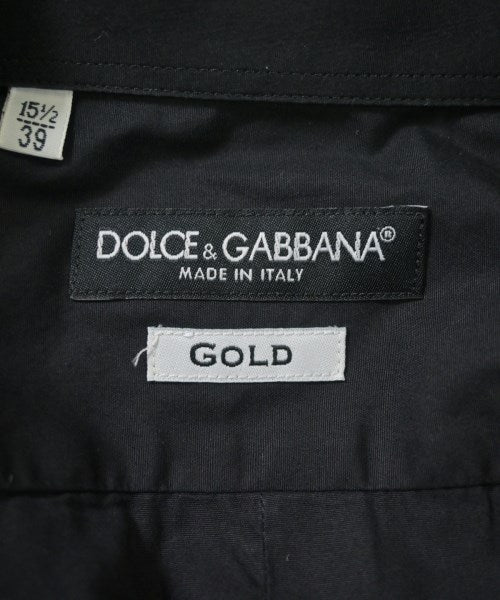 15½
39
DOLCE & GABBANA®
MADE IN ITALY
GOLD